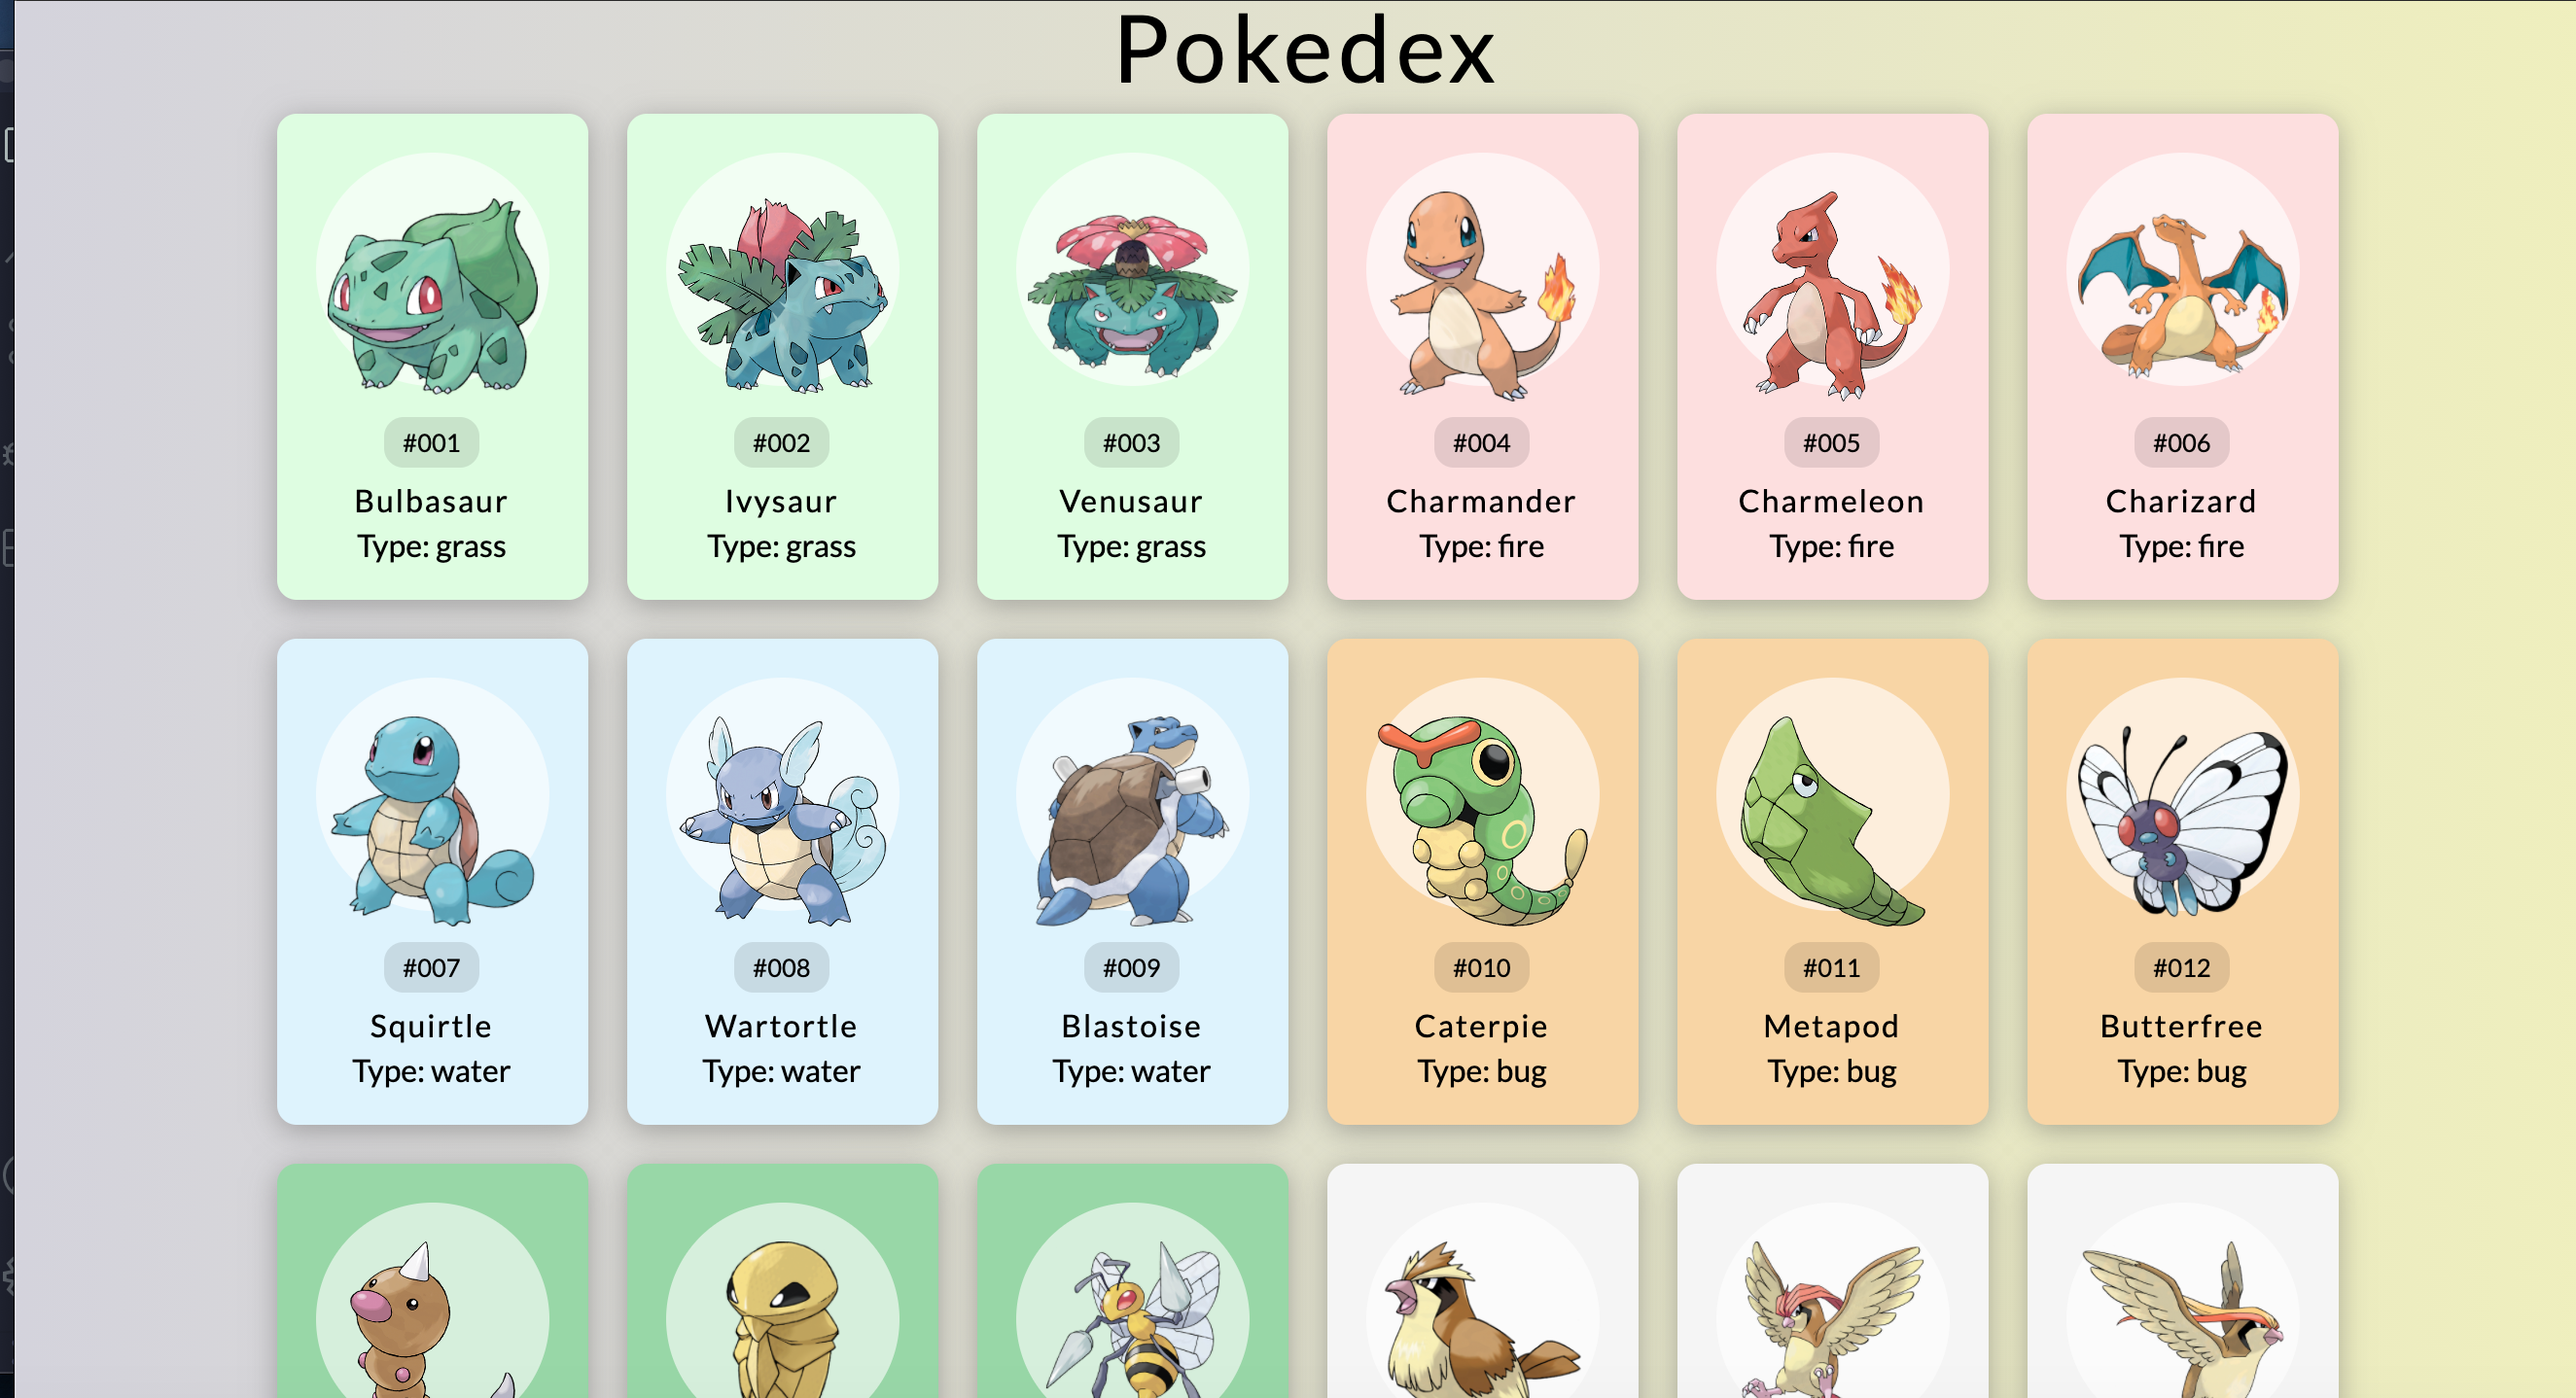 Pokedex
#001
Bulbasaur
Type: grass
#002
Ivysaur
Type: grass
#003
Venusaur
Type: grass
#004
Charmander
Type: fire
#005
Charmeleon
Type: fire
#006
Charizard
Type: fire
#007
Squirtle
Type: water
#008
Wartortle
Type: water
#009
Blastoise
Type: water
#010
Caterpie
Type: bug
#011
Metapod
Type: bug
#012
Butterfree
Type: bug